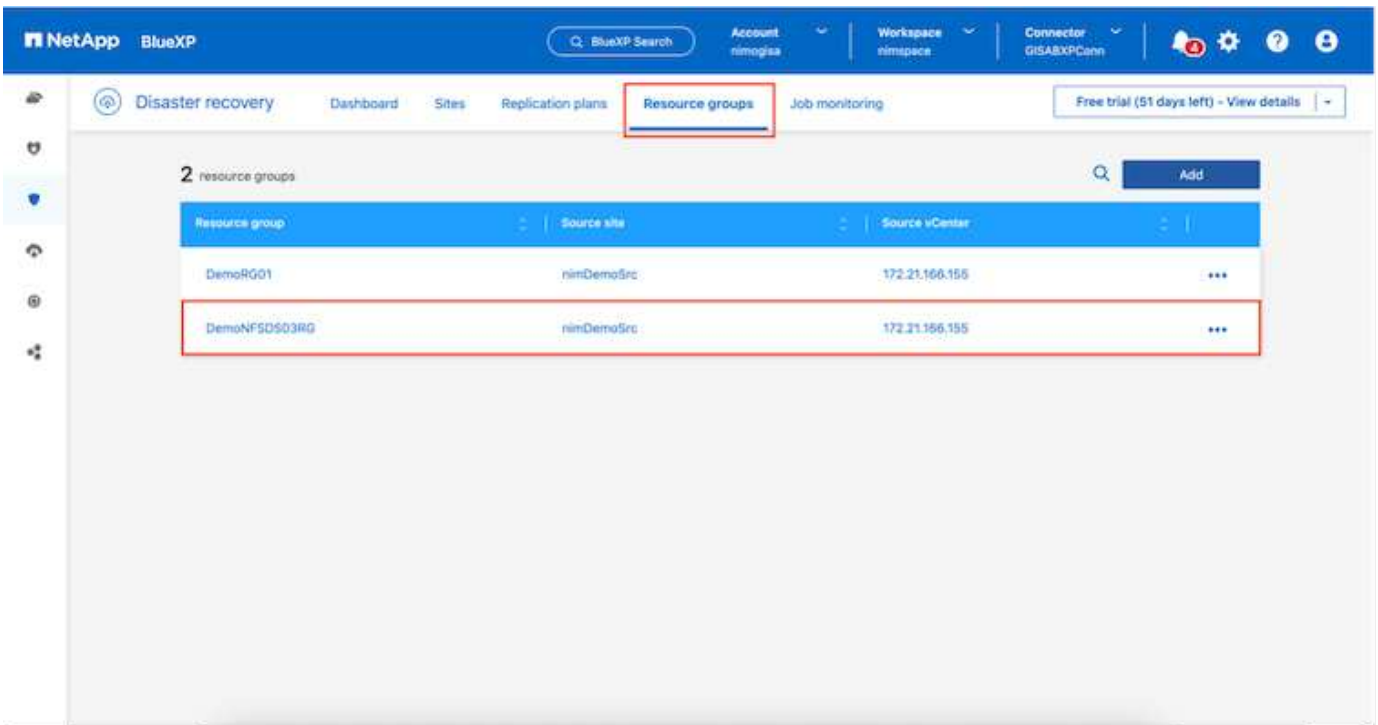 NetApp BlueXP
BlueXP Search
Account
nimogisa
Workspace
nimspace
Connector
GISABXPConn
4
Disaster recovery
Dashboard
Sites
Replication plans
Resource groups
Job monitoring
Free trial (51 days left) - View details
2 resource groups
Add
Resource group
Source site
Source vCenter
DemoRG01
nimDemoSrc
172.21.166.155
DemoNFSDS03RG
nimDemoSrc
172.21.166.155